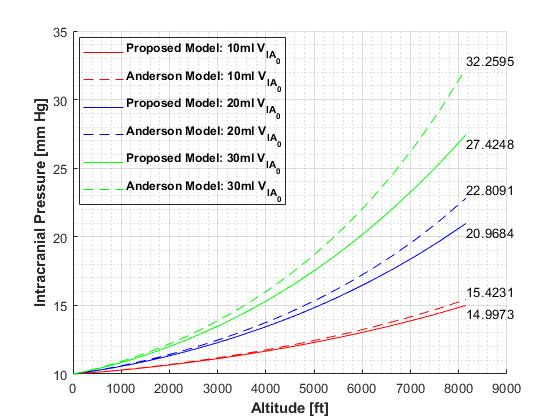 35
30
25
20
15
10
Intracranial Pressure [mm Hg]
Proposed Model: 10ml V_IA_0
Anderson Model: 10ml V_IA_0
Proposed Model: 20ml V_IA_0
Anderson Model: 20ml V_IA_0
Proposed Model: 30ml V_IA_0
Anderson Model: 30ml V_IA_0
32.2595
27.4248
22.8091
20.9684
15.4231
14.9973
0 1000 2000 3000 4000 5000 6000 7000 8000 9000
Altitude [ft]